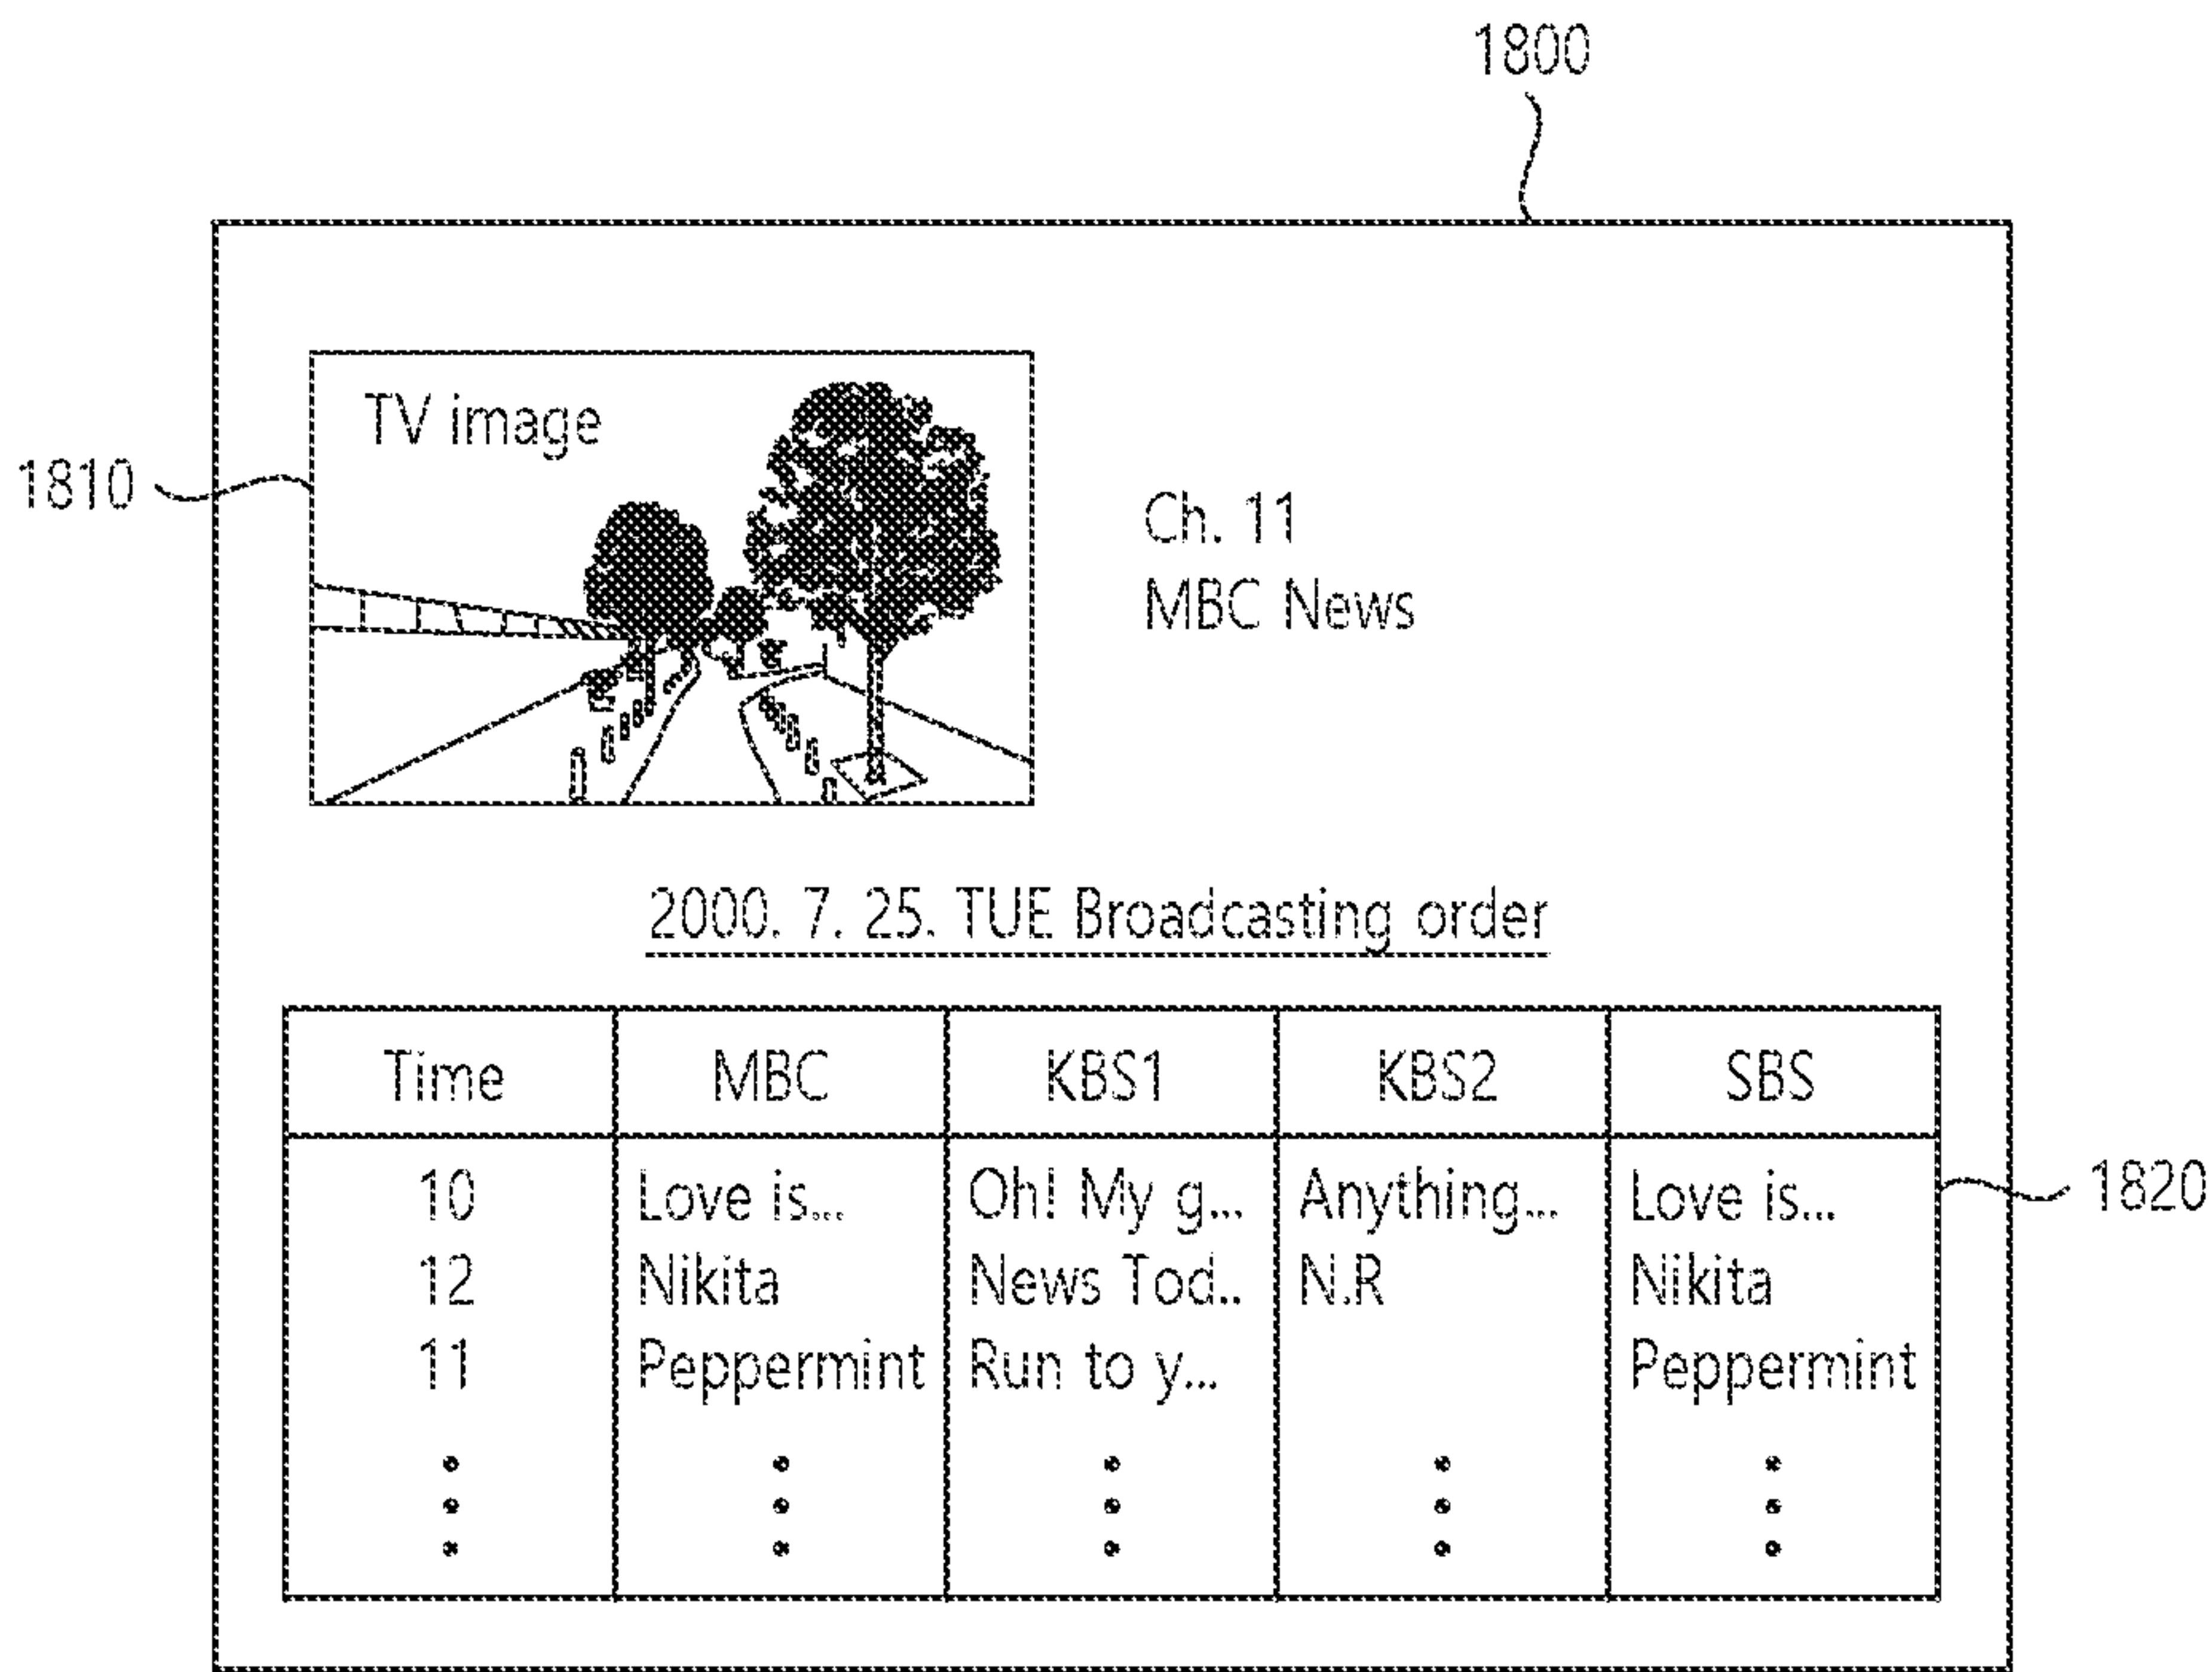 1800
TV image
1810
Ch. 11
MBC News
2000. 7. 25. TUE Broadcasting order
Time MBC KBS1 KBS2 SBS
10 Love is... Oh! My g... Anything... Love is...
1820
12 Nikita News Tod.. N.R Nikita
11 Peppermint Run to y... Peppermint